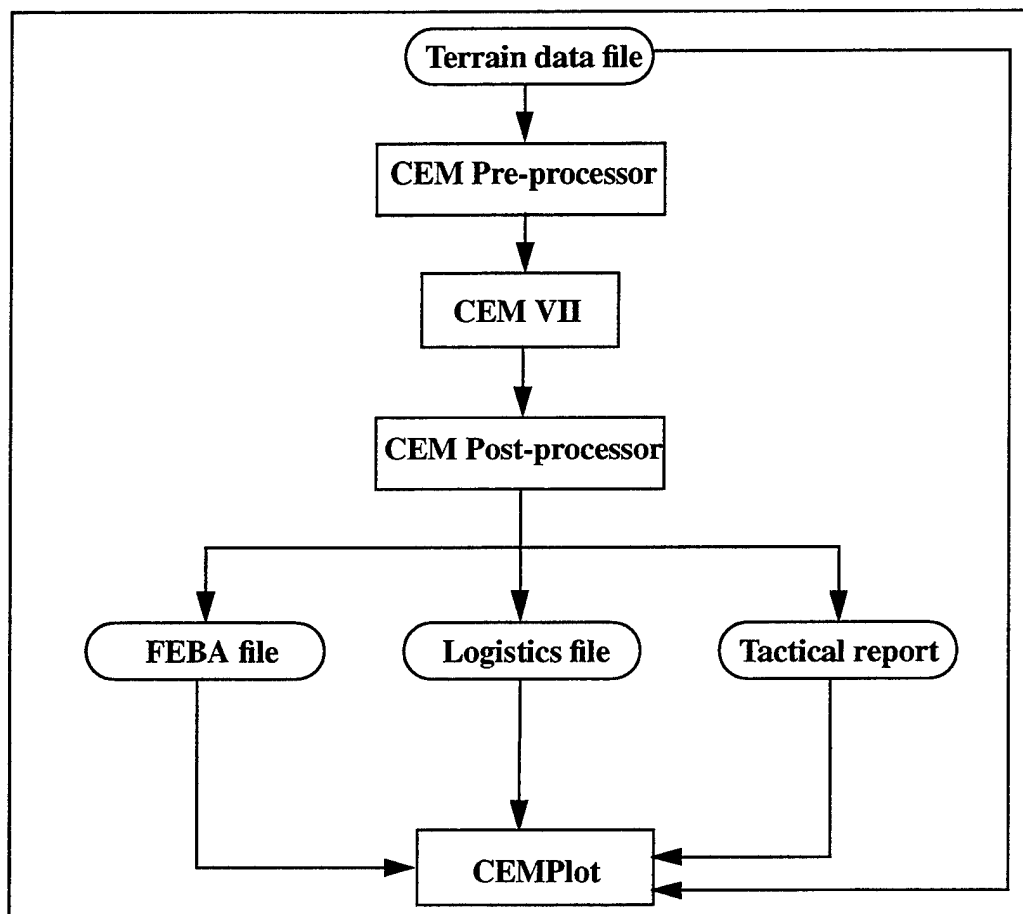 Terrain data file
CEM Pre-processor
CEM VII
CEM Post-processor
FEBA file
Logistics file
Tactical report
CEMPlot